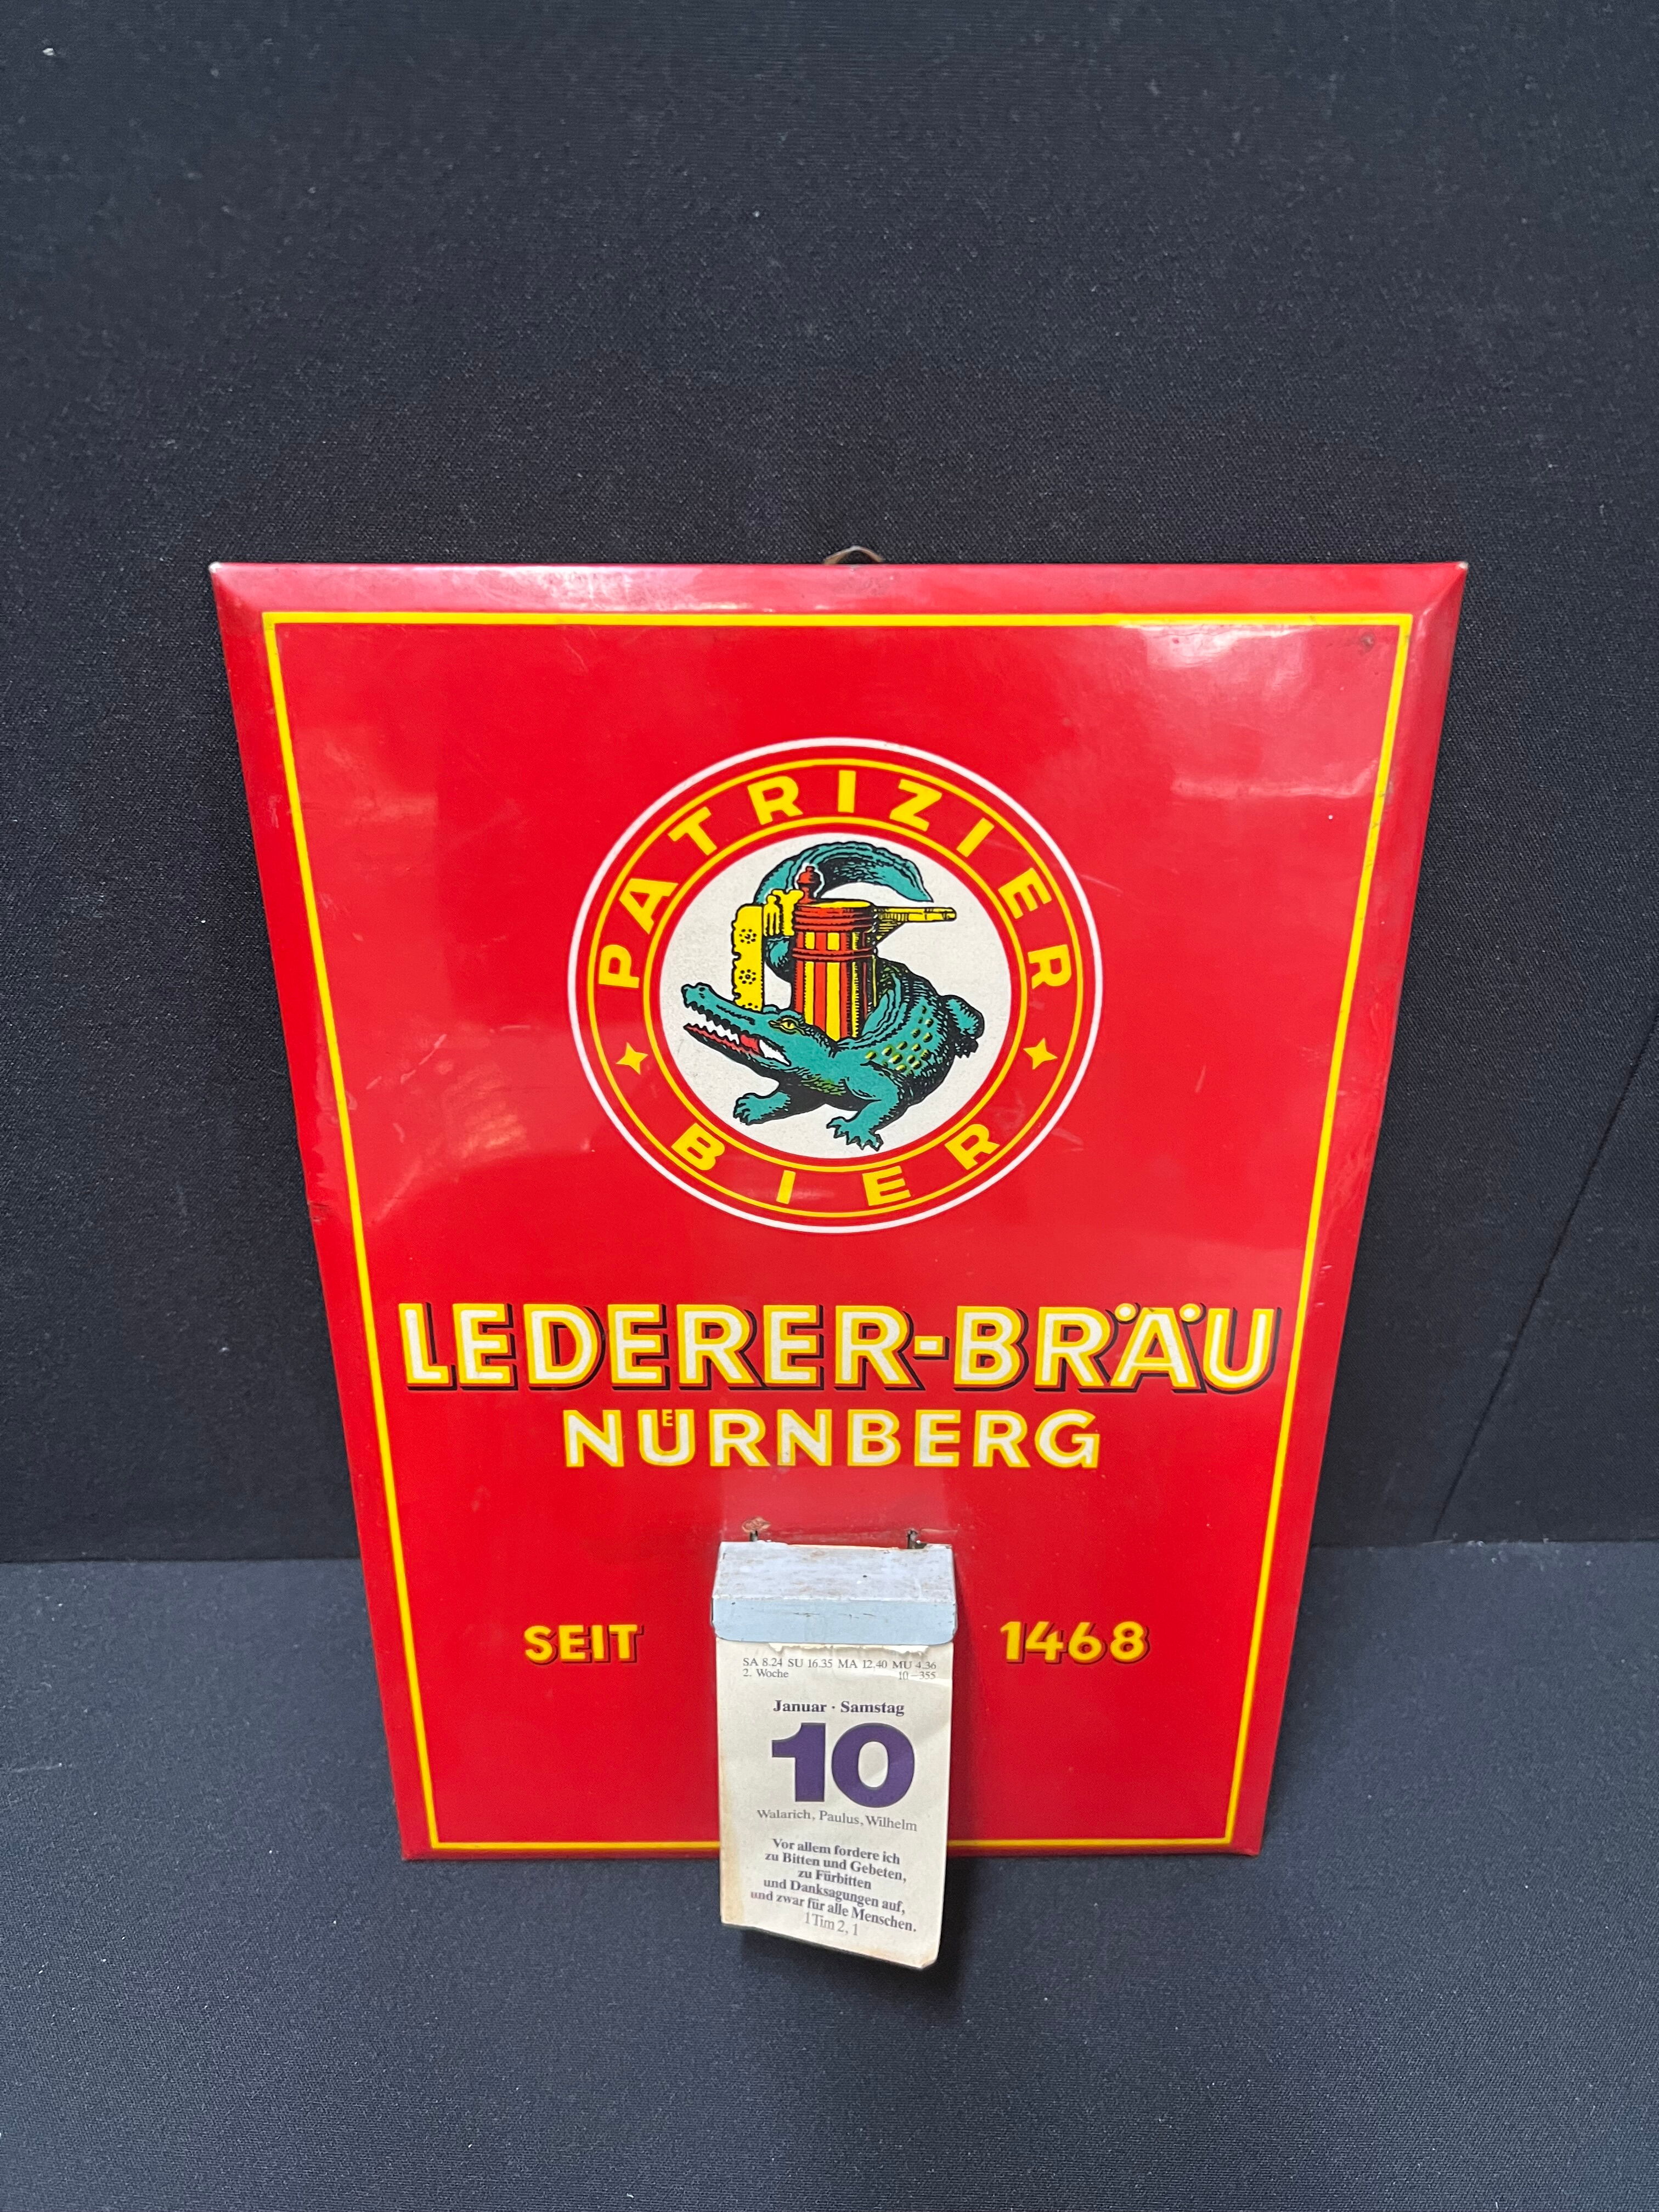 PATRIZIER
BIER
LEDERER-BRÄU
NÜRNBERG
SEIT 1468
SA 8.24 SU 16.35 MA 12.40 MU 4.36
2. Woche 10–355
Januar · Samstag
10
Walarich, Paulus, Wilhelm
Vor allem fordere ich
zu Bitten und Gebeten,
zu Fürbitten
und Danksagungen auf,
und zwar für alle Menschen.
1 Tim 2, 1